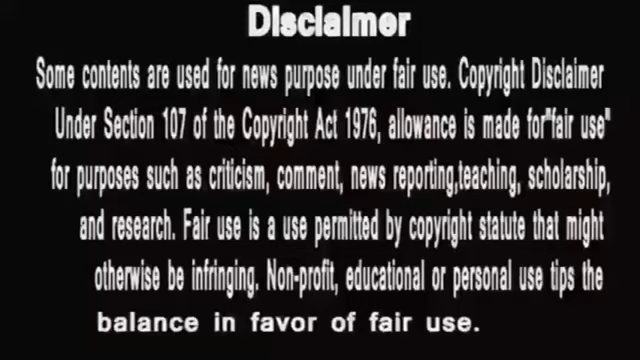 Disclaimer
Some contents are used for news purpose under fair use. Copyright Disclaimer
Under Section 107 of the Copyright Act 1976, allowance is made for"fair use"
for purposes such as criticism, comment, news reporting,teaching, scholarship,
and research. Fair use is a use permitted by copyright statute that might
otherwise be infringing. Non-profit, educational or personal use tips the
balance in favor of fair use.